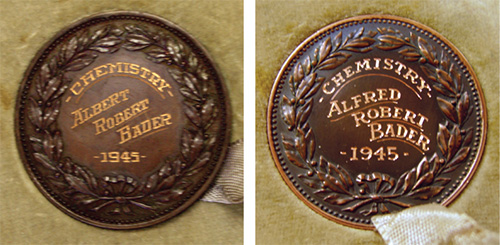 -CHEMISTRY-
ALBERT
ROBERT
BADER
-1945-
-CHEMISTRY-
ALFRED
ROBERT
BADER
-1945-